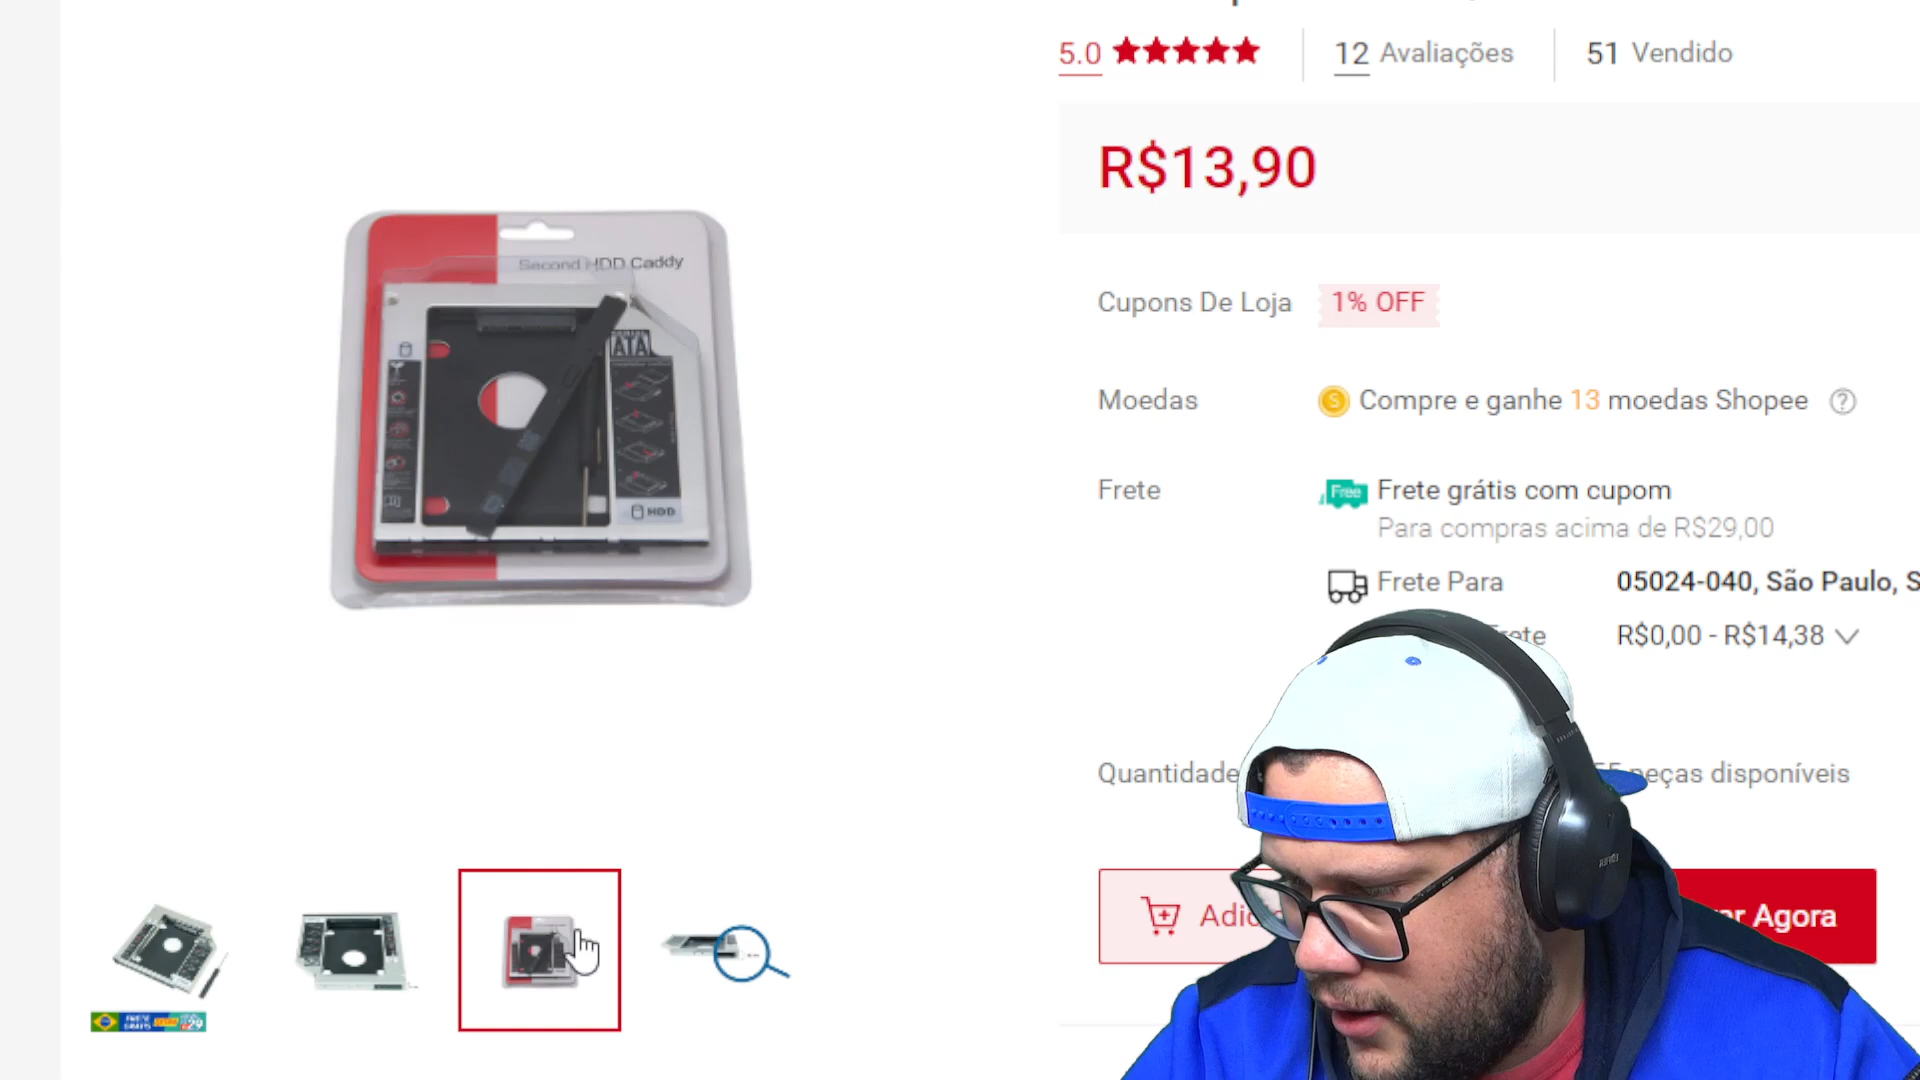 5.0
12 Avaliações
51 Vendido
R$13,90
Second HDD Caddy
ATA
HDD
Cupons De Loja
1% OFF
Moedas
Compre e ganhe 13 moedas Shopee
?
Frete
Free
Frete grátis com cupom
Para compras acima de R$29,00
Frete Para
05024-040, São Paulo, S
R$0,00 - R$14,38
Quantidade
peças disponíveis
Agora